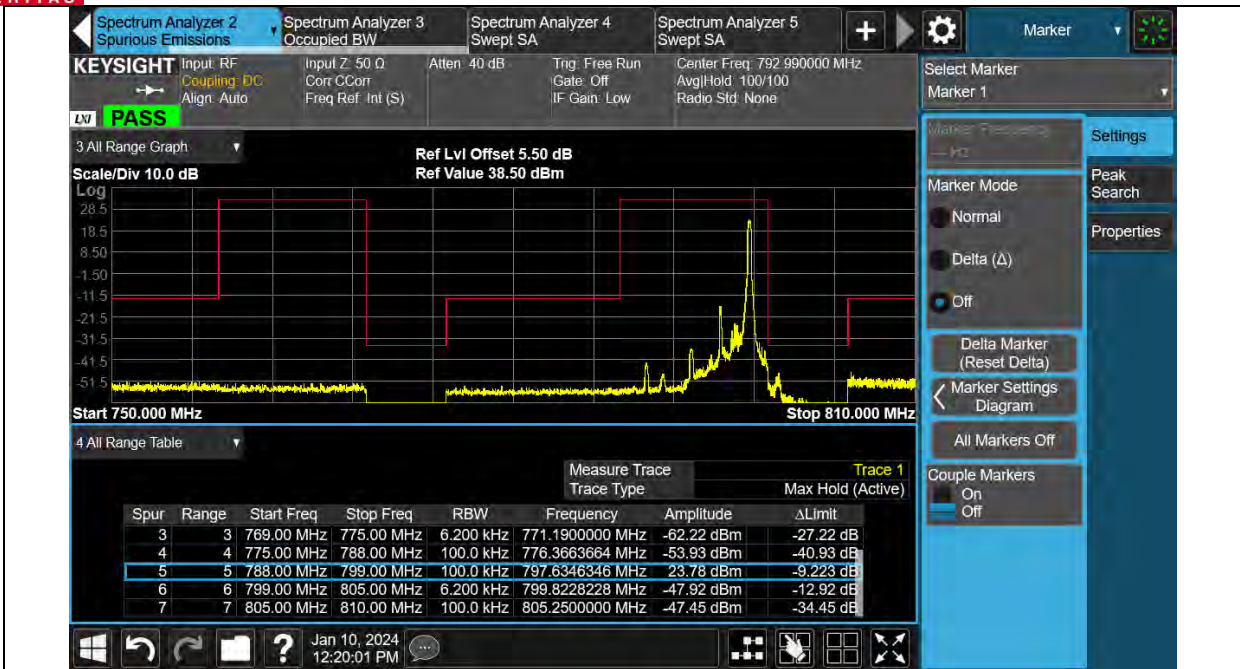 Spectrum Analyzer 2
Spurious Emissions
Spectrum Analyzer 3
Occupied BW
Spectrum Analyzer 4
Swept SA
Spectrum Analyzer 5
Swept SA
Marker
KEYSIGHT
Input: RF
Coupling: DC
Align: Auto
Input Z: 50 Ω
Corr CCorr
Freq Ref: Int (S)
Atten: 40 dB
Trig: Free Run
Gate: Off
IF Gain: Low
Center Freq: 792.990000 MHz
Avg|Hold: 100/100
Radio Std: None
LXI
PASS
Select Marker
Marker 1
Marker Frequency
--- Hz
Settings
Peak
Search
Properties
Marker Mode
Normal
Delta (Δ)
Off
Delta Marker
(Reset Delta)
Marker Settings
Diagram
All Markers Off
Couple Markers
On
Off
3 All Range Graph
Ref Lvl Offset 5.50 dB
Scale/Div 10.0 dB
Ref Value 38.50 dBm
Log
28.5
18.5
8.50
-1.50
-11.5
-21.5
-31.5
-41.5
-51.5
Start 750.000 MHz
Stop 810.000 MHz
4 All Range Table
Measure Trace Trace 1
Trace Type Max Hold (Active)
Spur Range Start Freq Stop Freq RBW Frequency Amplitude ΔLimit
3 3 769.00 MHz 775.00 MHz 6.200 kHz 771.1900000 MHz -62.22 dBm -27.22 dB
4 4 775.00 MHz 788.00 MHz 100.0 kHz 776.3663664 MHz -53.93 dBm -40.93 dB
5 5 788.00 MHz 799.00 MHz 100.0 kHz 797.6346346 MHz 23.78 dBm -9.223 dB
6 6 799.00 MHz 805.00 MHz 6.200 kHz 799.8228228 MHz -47.92 dBm -12.92 dB
7 7 805.00 MHz 810.00 MHz 100.0 kHz 805.2500000 MHz -47.45 dBm -34.45 dB
Jan 10, 2024
12:20:01 PM